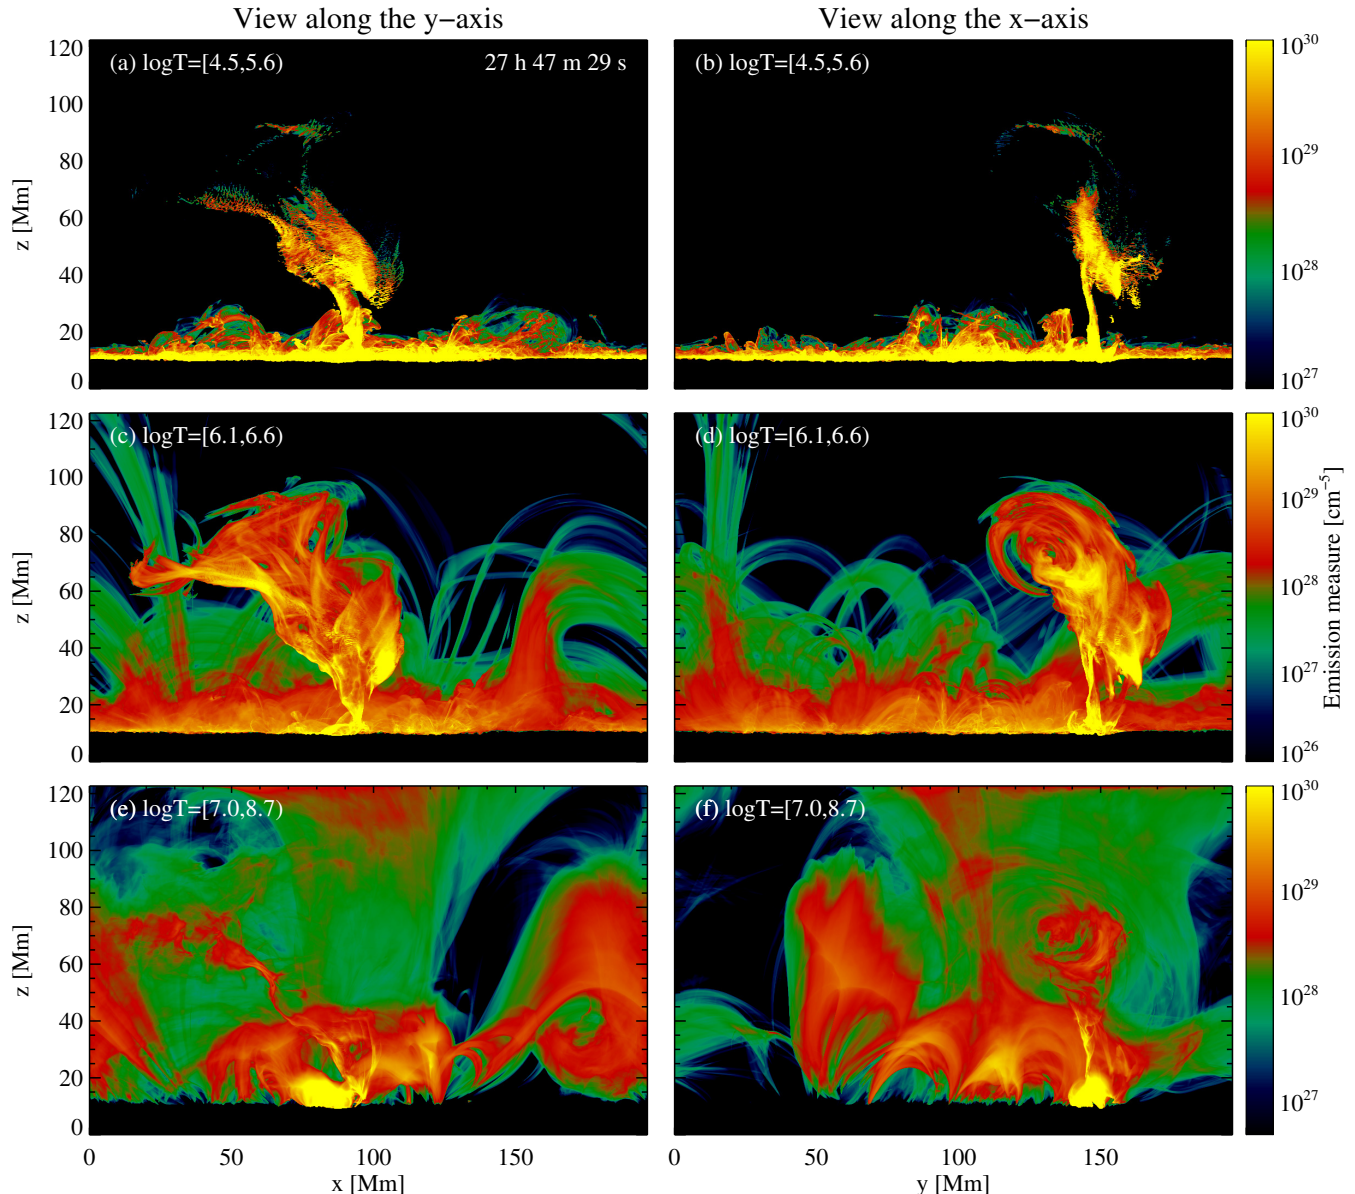 View along the y−axis
View along the x−axis
(a) logT=[4.5,5.6)
27 h 47 m 29 s
(b) logT=[4.5,5.6)
120
100
80
60
40
20
0
z [Mm]
10^30
10^29
10^28
10^27
(c) logT=[6.1,6.6)
(d) logT=[6.1,6.6)
120
100
80
60
40
20
0
z [Mm]
10^30
10^29
10^28
10^27
10^26
Emission measure [cm^−5]
(e) logT=[7.0,8.7)
(f) logT=[7.0,8.7)
120
100
80
60
40
20
0
z [Mm]
10^30
10^29
10^28
10^27
0 50 100 150
x [Mm]
0 50 100 150
y [Mm]